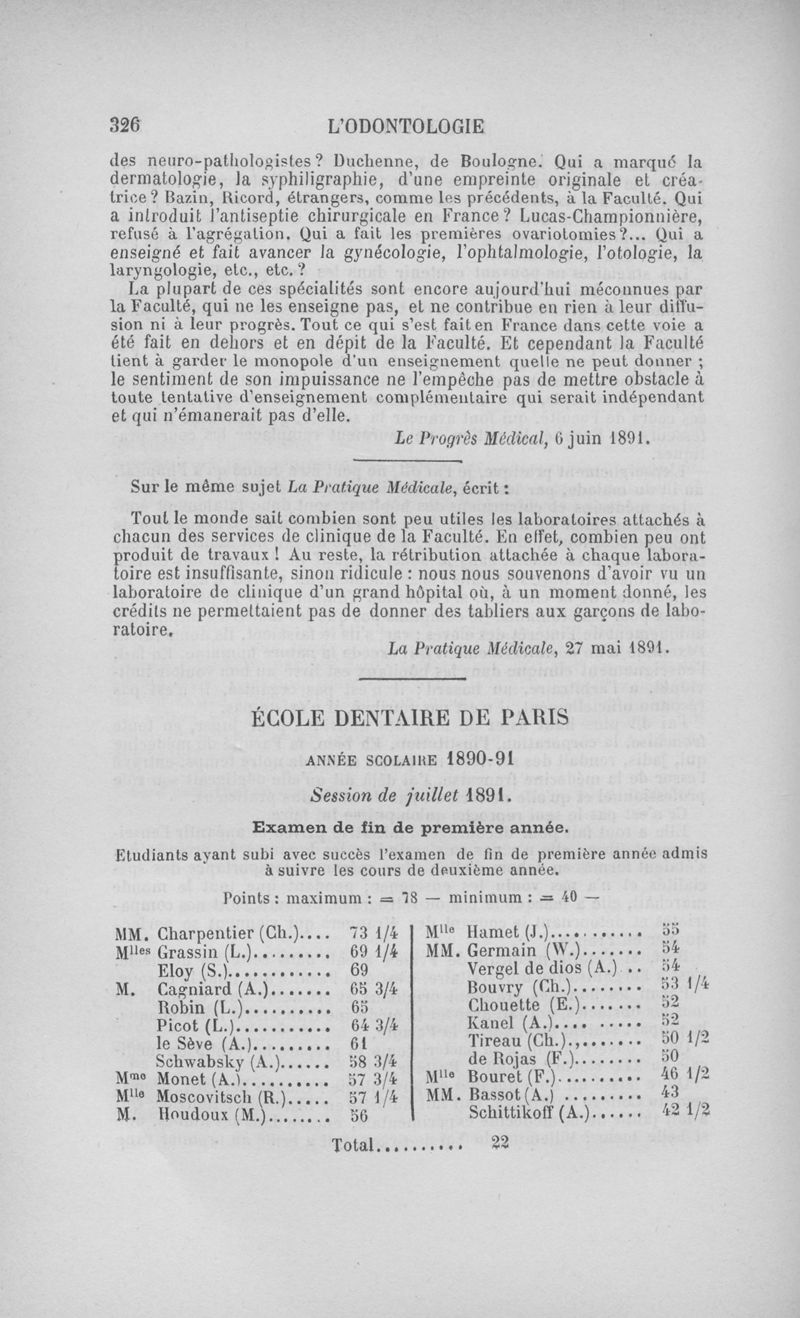 326 L'ODONTOLOGIE
des neuro-pathologistes? Duchenne, de Boulogne. Qui a marqué la
dermatologie, la syphiligraphie, d'une empreinte originale et créa-
trice? Bazin, Ricord, étrangers, comme les précédents, à la Faculté. Qui
a introduit l'antiseptie chirurgicale en France? Lucas-Championnière,
refusé à l'agrégation. Qui a fait les premières ovariotomies?... Qui a
enseigné et fait avancer la gynécologie, l'ophtalmologie, l'otologie, la
laryngologie, etc., etc.?
La plupart de ces spécialités sont encore aujourd'hui méconnues par
la Faculté, qui ne les enseigne pas, et ne contribue en rien à leur diffu-
sion ni à leur progrès. Tout ce qui s'est fait en France dans cette voie a
été fait en dehors et en dépit de la Faculté. Et cependant la Faculté
tient à garder le monopole d'un enseignement quelle ne peut donner ;
le sentiment de son impuissance ne l'empêche pas de mettre obstacle à
toute tentative d'enseignement complémentaire qui serait indépendant
et qui n'émanerait pas d'elle.
Le Progrès Médical, 6 juin 1891.
Sur le même sujet La Pratique Médicale, écrit :
Tout le monde sait combien sont peu utiles les laboratoires attachés à
chacun des services de clinique de la Faculté. En effet, combien peu ont
produit de travaux ! Au reste, la rétribution attachée à chaque labora-
toire est insuffisante, sinon ridicule : nous nous souvenons d'avoir vu un
laboratoire de clinique d'un grand hôpital où, à un moment donné, les
crédits ne permettaient pas de donner des tabliers aux garçons de labo-
ratoire.
La Pratique Médicale, 27 mai 1891.
ÉCOLE DENTAIRE DE PARIS
ANNÉE SCOLAIRE 1890-91
Session de juillet 1891.
Examen de fin de première année.
Etudiants ayant subi avec succès l'examen de fin de première année admis
à suivre les cours de deuxième année.
Points : maximum : = 78 — minimum : = 40 —
MM. Charpentier (Ch.).... 73 1/4
Mlles Grassin (L.).......... 69 1/4
Eloy (S.)............ 69
M. Cagniard (A.)....... 65 3/4
Robin (L.).......... 65
Picot (L.)........... 64 3/4
le Sève (A.)......... 61
Schwabsky (A.)...... 58 3/4
Mme Monet (A.).......... 57 3/4
Mlle Moscovitsch (R.)..... 57 1/4
M. Houdoux (M.)........ 56
Mlle Hamet (J.)........... 55
MM. Germain (W.)....... 54
Vergel de dios (A.) .. 54
Bouvry (Ch.)........ 53 1/4
Chouette (E.)....... 52
Kanel (A.)......... 52
Tireau (Ch.)......... 50 1/2
de Rojas (F.)........ 50
Mlle Bouret (F.).......... 46 1/2
MM. Bassot (A.) ......... 43
Schittikoff (A.)...... 42 1/2
Total.......... 22